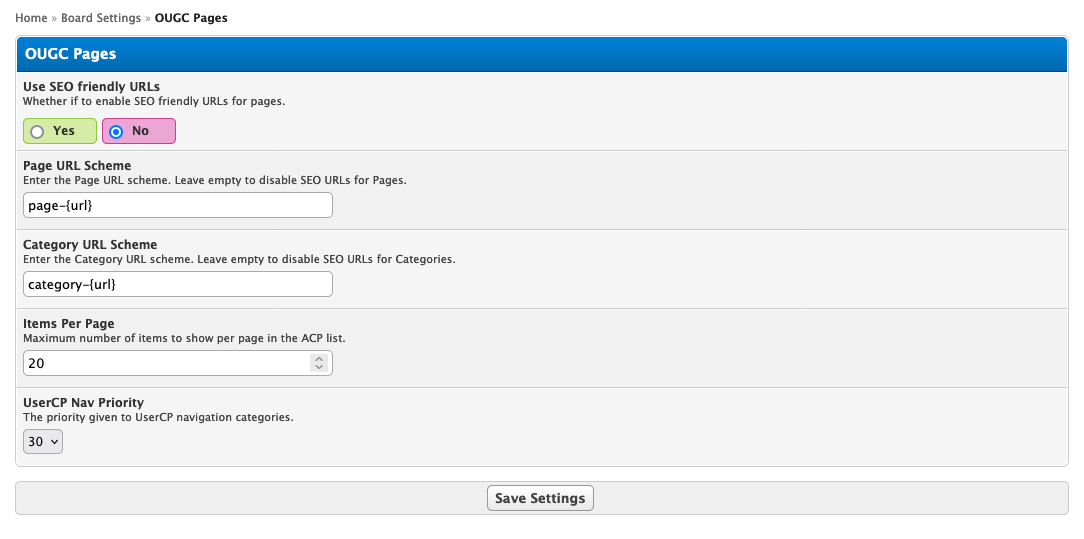 Home » Board Settings » OUGC Pages
OUGC Pages
Use SEO friendly URLs
Whether if to enable SEO friendly URLs for pages.
Yes No
Page URL Scheme
Enter the Page URL scheme. Leave empty to disable SEO URLs for Pages.
page-{url}
Category URL Scheme
Enter the Category URL scheme. Leave empty to disable SEO URLs for Categories.
category-{url}
Items Per Page
Maximum number of items to show per page in the ACP list.
20
UserCP Nav Priority
The priority given to UserCP navigation categories.
30
Save Settings